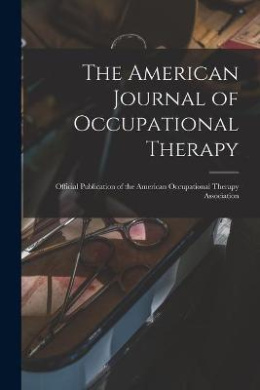 The American
Journal of
Occupational
Therapy
Official Publication of the American Occupational Therapy
Association